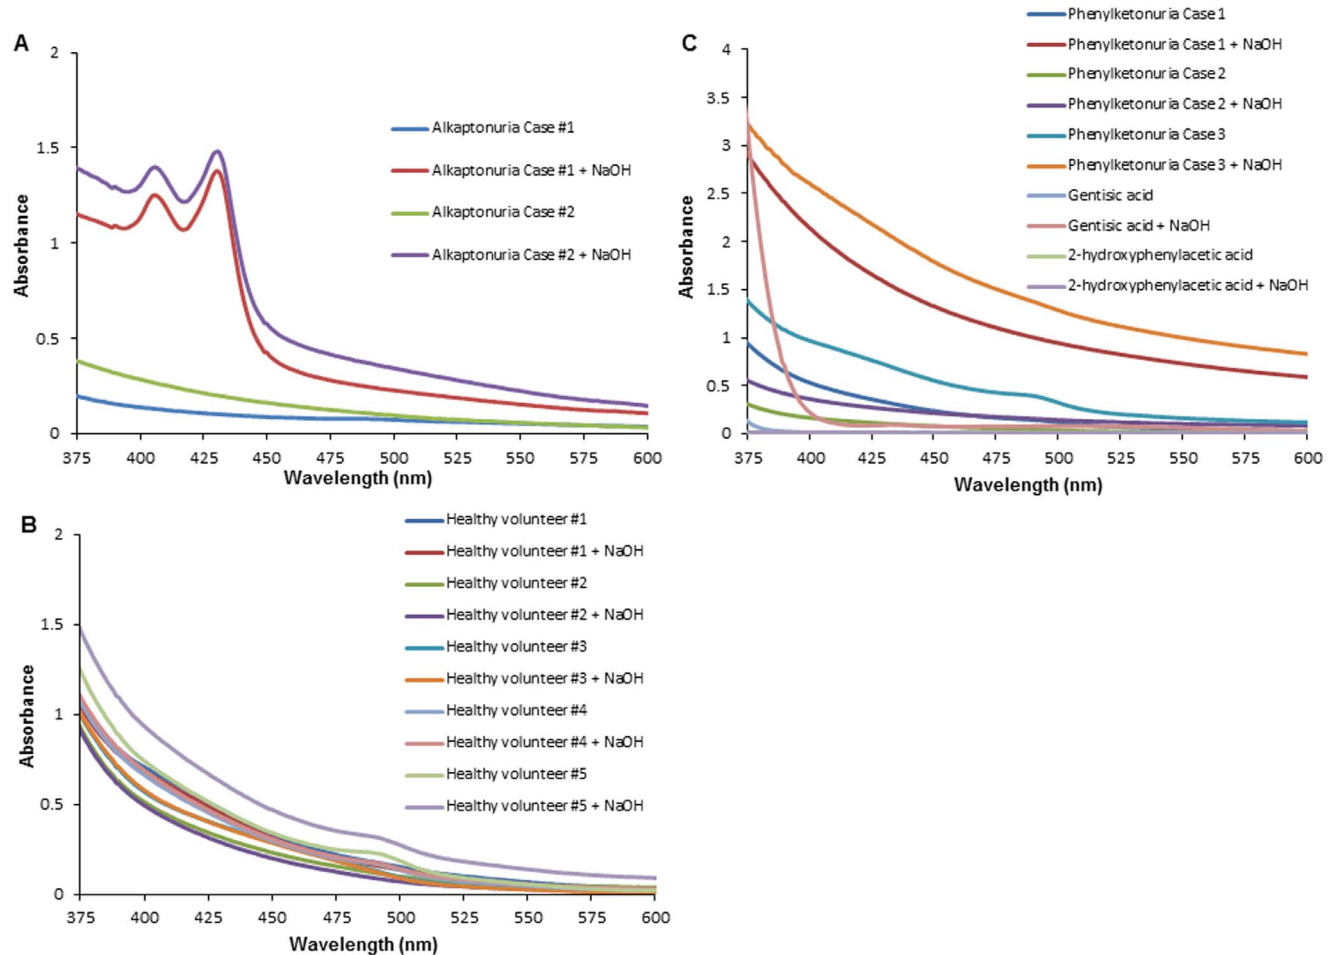 A
2
1.5
1
0.5
0
Absorbance
375 400 425 450 475 500 525 550 575 600
Wavelength (nm)
Alkaptonuria Case #1
Alkaptonuria Case #1 + NaOH
Alkaptonuria Case #2
Alkaptonuria Case #2 + NaOH
B
2
1.5
1
0.5
0
Absorbance
375 400 425 450 475 500 525 550 575 600
Wavelength (nm)
Healthy volunteer #1
Healthy volunteer #1 + NaOH
Healthy volunteer #2
Healthy volunteer #2 + NaOH
Healthy volunteer #3
Healthy volunteer #3 + NaOH
Healthy volunteer #4
Healthy volunteer #4 + NaOH
Healthy volunteer #5
Healthy volunteer #5 + NaOH
C
4
3.5
3
2.5
2
1.5
1
0.5
0
Absorbance
375 400 425 450 475 500 525 550 575 600
Wavelength (nm)
Phenylketonuria Case 1
Phenylketonuria Case 1 + NaOH
Phenylketonuria Case 2
Phenylketonuria Case 2 + NaOH
Phenylketonuria Case 3
Phenylketonuria Case 3 + NaOH
Gentisic acid
Gentisic acid + NaOH
2-hydroxyphenylacetic acid
2-hydroxyphenylacetic acid + NaOH